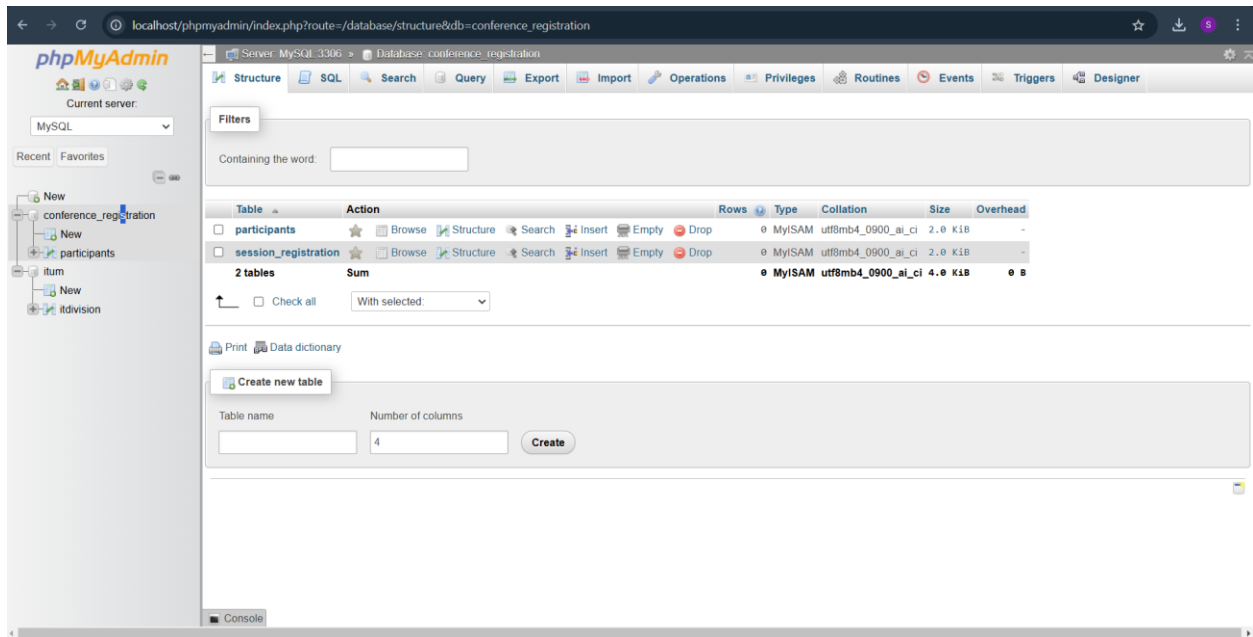 localhost/phpmyadmin/index.php?route=/database/structure&db=conference_registration
S
phpMyAdmin
Current server:
MySQL
Recent Favorites
New
conference_registration
New
participants
itum
New
itdivision
Server: MySQL:3306 » Database: conference_registration
Structure SQL Search Query Export Import Operations Privileges Routines Events Triggers Designer
Filters
Containing the word:
Table Action Rows Type Collation Size Overhead
participants Browse Structure Search Insert Empty Drop 0 MyISAM utf8mb4_0900_ai_ci 2.0 KiB -
session_registration Browse Structure Search Insert Empty Drop 0 MyISAM utf8mb4_0900_ai_ci 2.0 KiB -
2 tables Sum 0 MyISAM utf8mb4_0900_ai_ci 4.0 KiB 0 B
Check all With selected:
Print Data dictionary
Create new table
Table name Number of columns
4 Create
Console